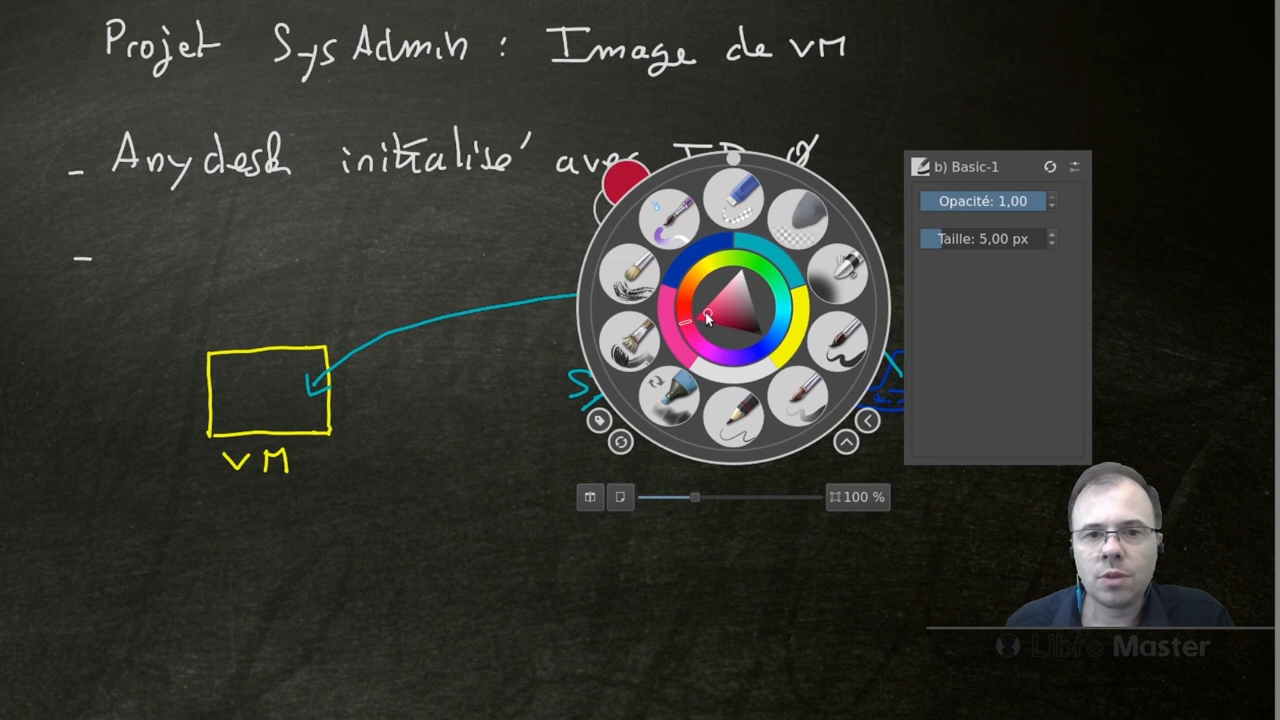 Projet SysAdmin : Image de VM
- Anydesk initialisé avec ID
-
VM
b) Basic-1
Opacité: 1,00
Taille: 5,00 px
100 %
Libre Master